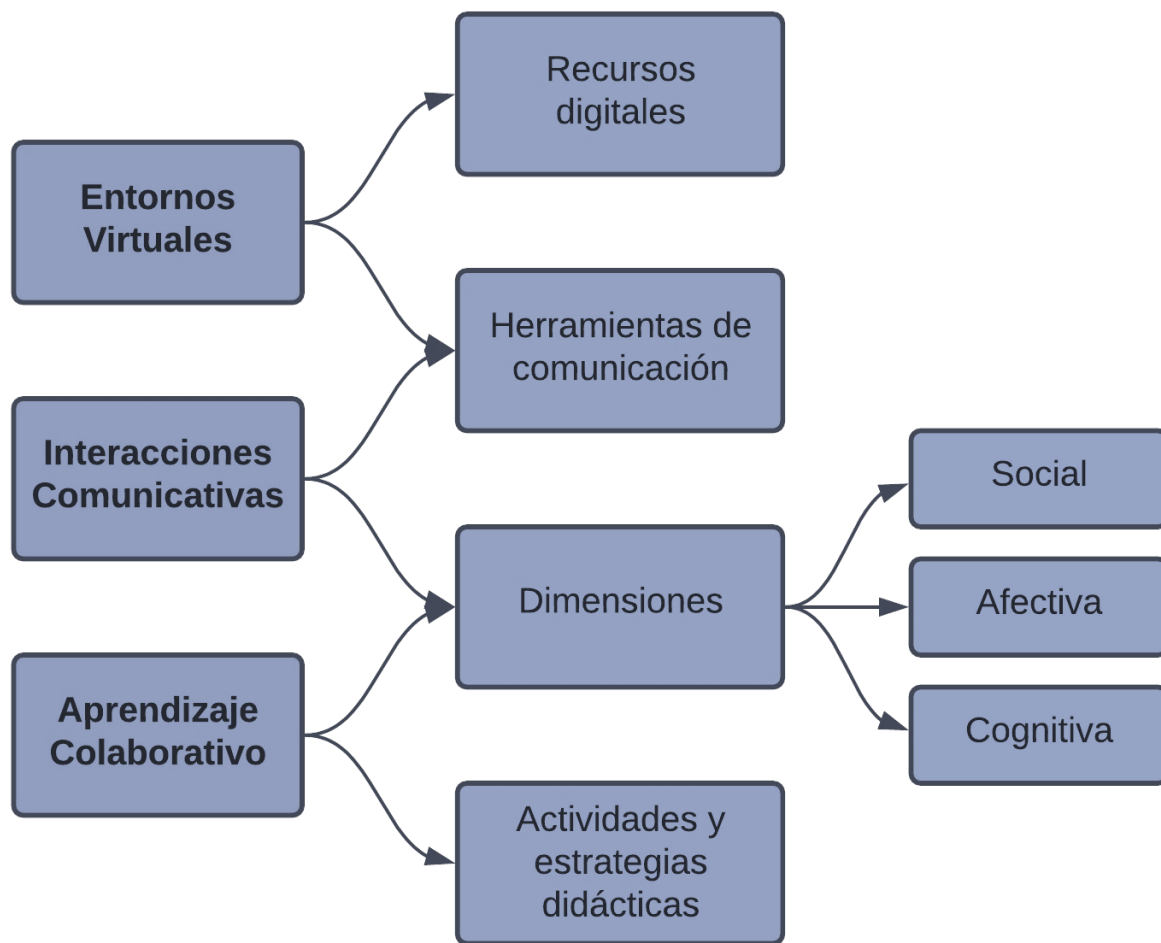 Recursos
digitales
Entornos
Virtuales
Herramientas de
comunicación
Interacciones
Comunicativas
Dimensiones
Social
Afectiva
Cognitiva
Aprendizaje
Colaborativo
Actividades y
estrategias
didácticas